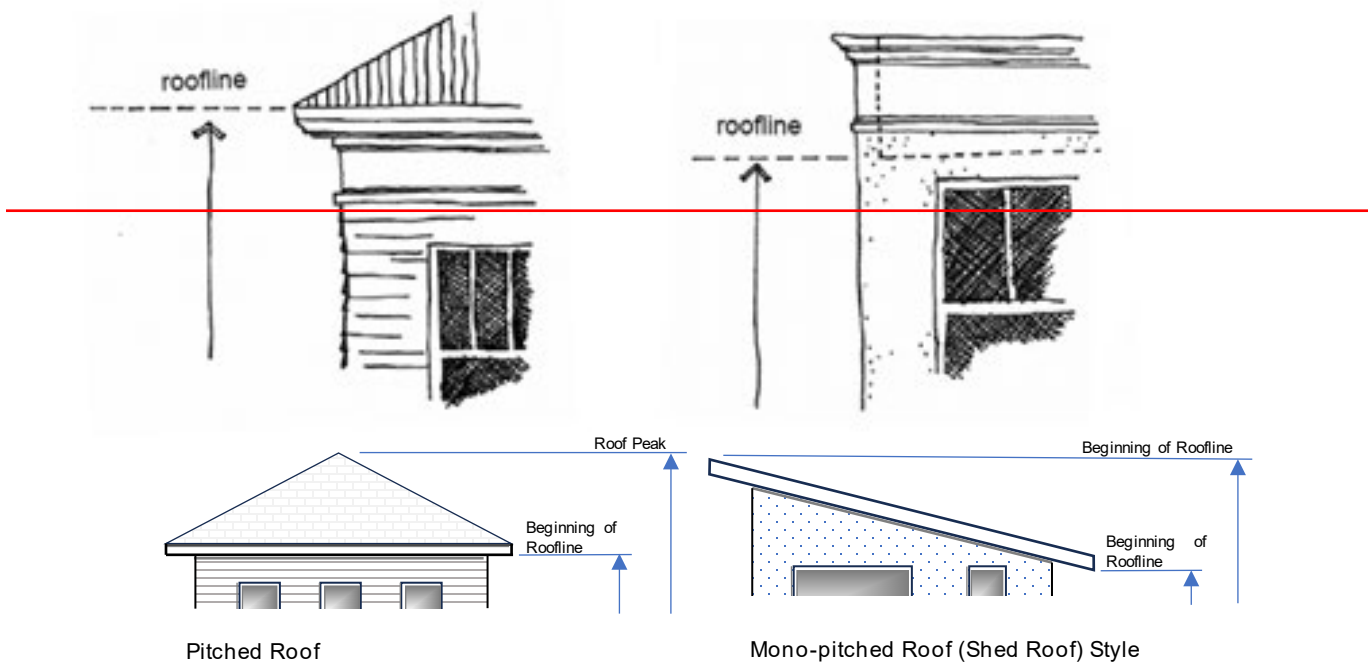 roofline
roofline
Roof Peak
Beginning of Roofline
Beginning of
Roofline
Beginning of
Roofline
Pitched Roof
Mono-pitched Roof (Shed Roof) Style